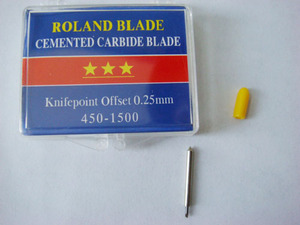 ROLAND BLADE
CEMENTED CARBIDE BLADE
Knifepoint Offset 0.25mm
450-1500